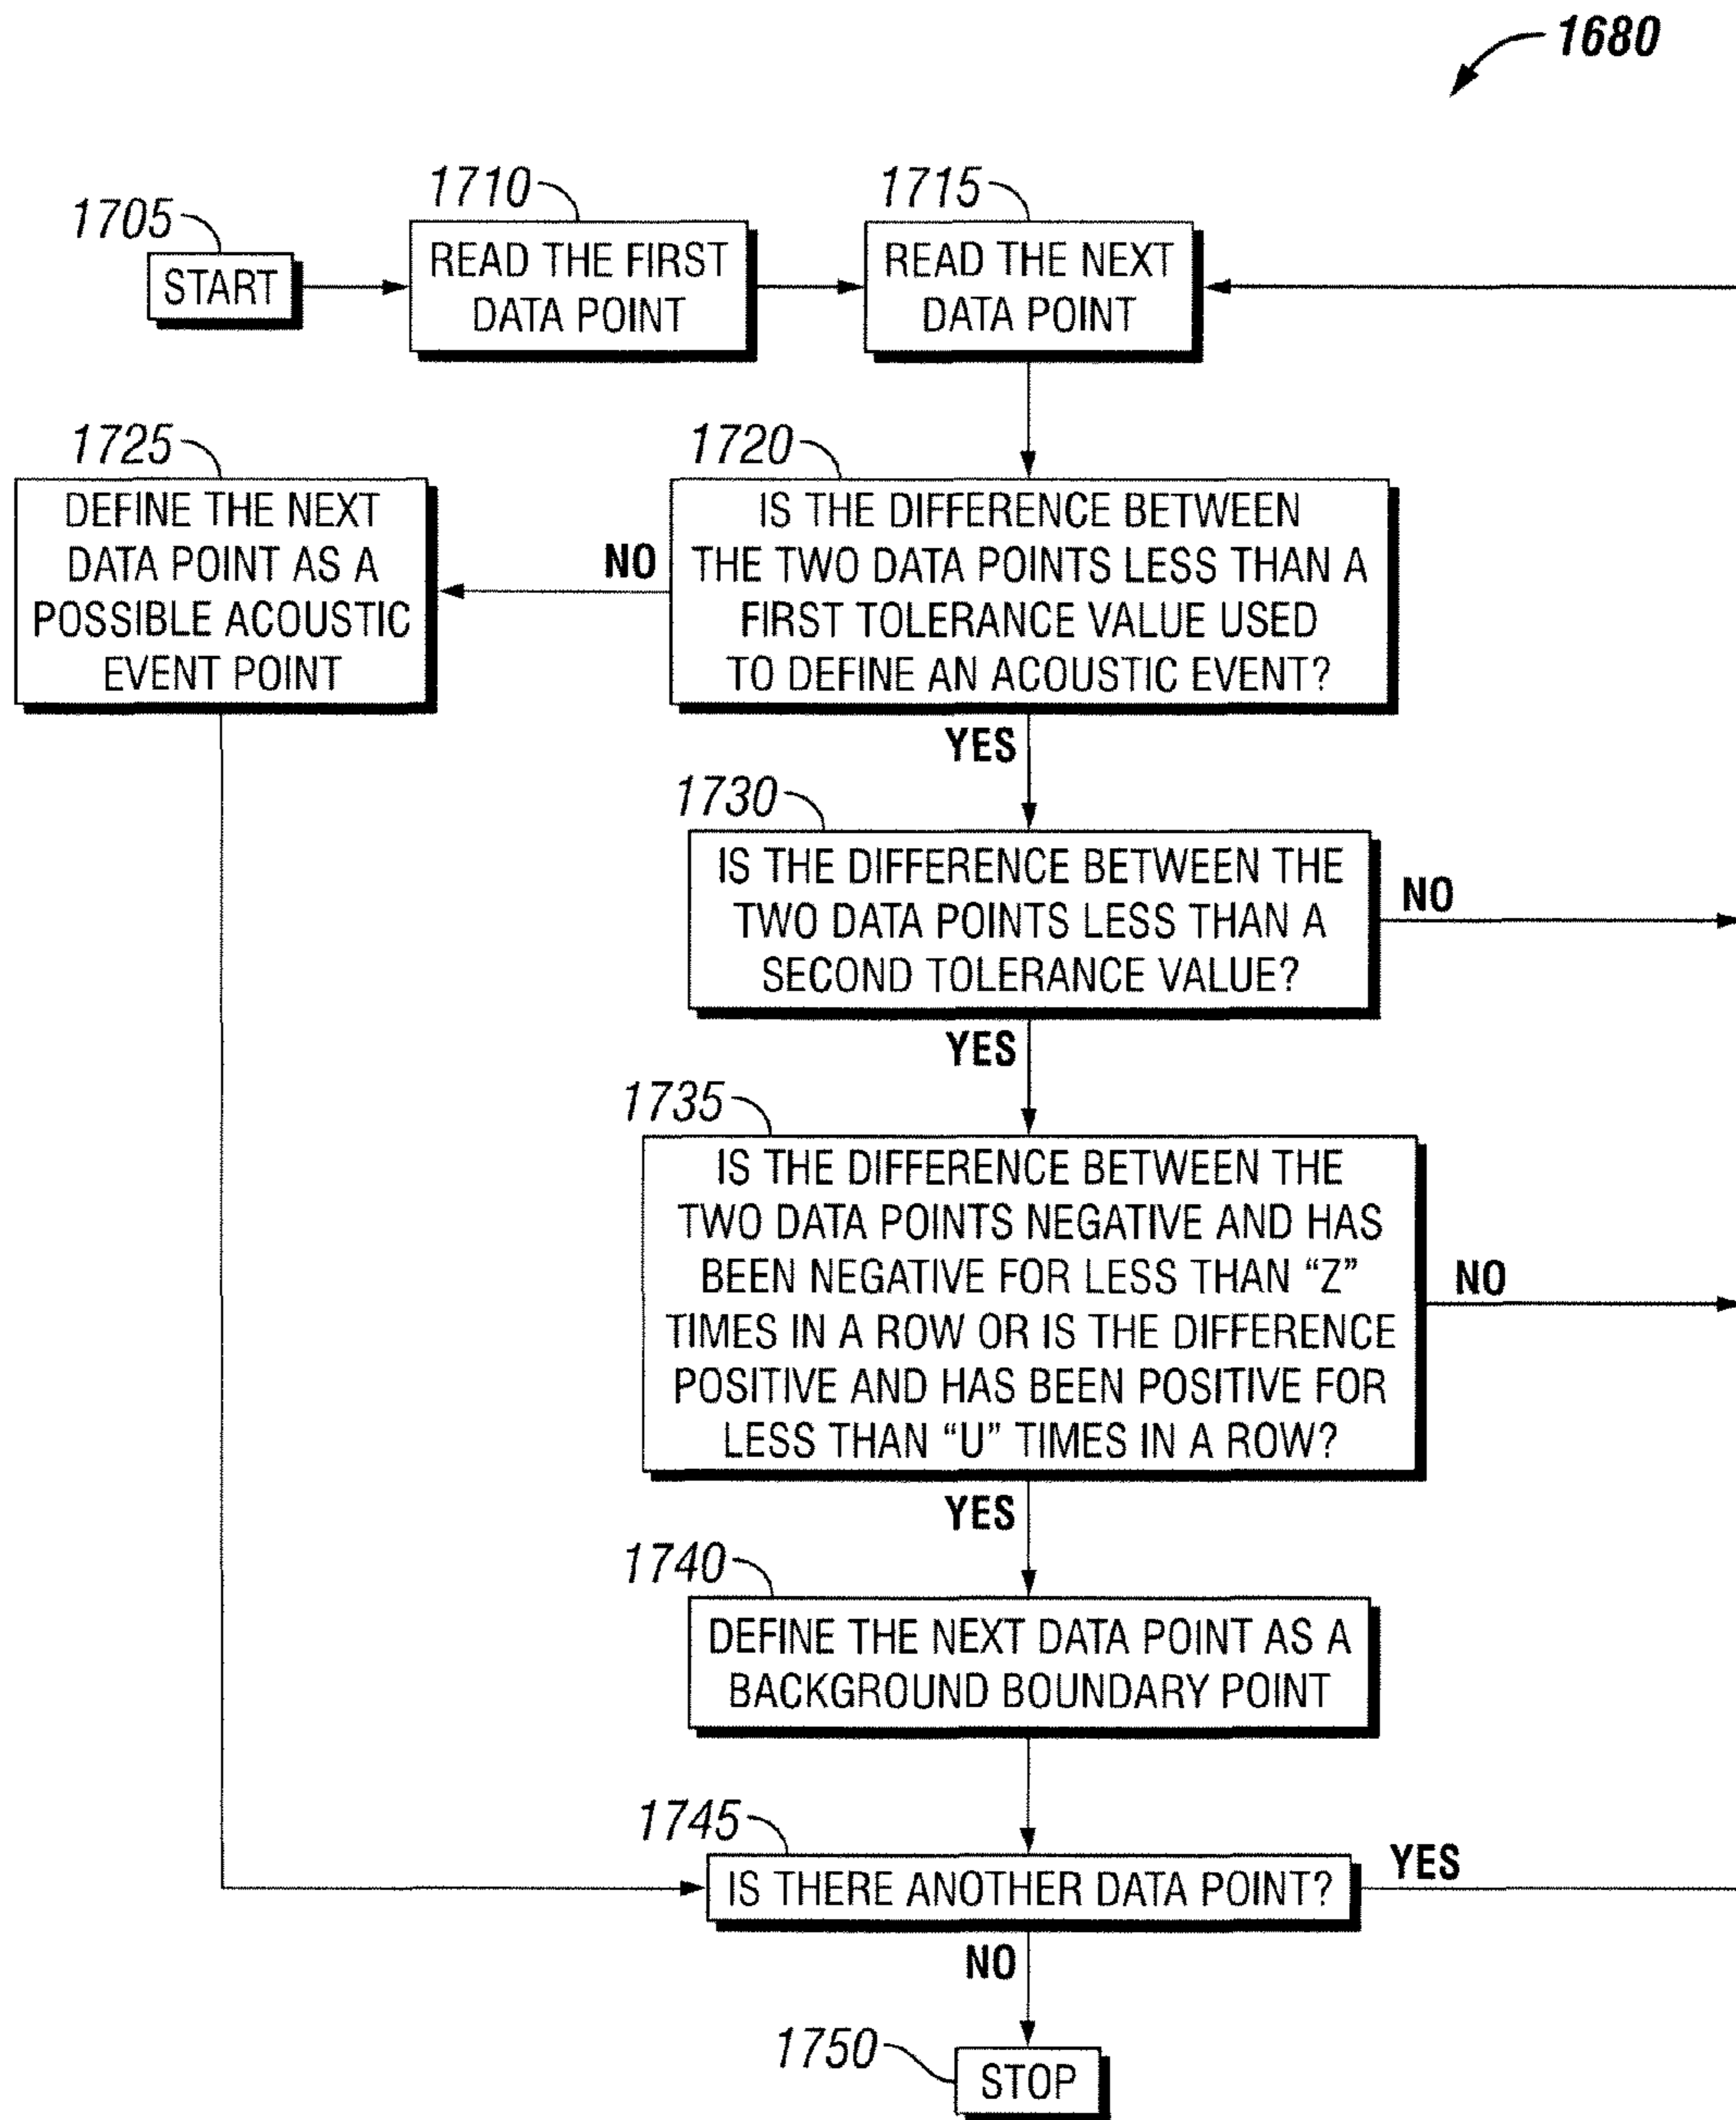 1680
1705
START
1710
READ THE FIRST
DATA POINT
1715
READ THE NEXT
DATA POINT
1720
IS THE DIFFERENCE BETWEEN
THE TWO DATA POINTS LESS THAN A
FIRST TOLERANCE VALUE USED
TO DEFINE AN ACOUSTIC EVENT?
NO
1725
DEFINE THE NEXT
DATA POINT AS A
POSSIBLE ACOUSTIC
EVENT POINT
YES
1730
IS THE DIFFERENCE BETWEEN THE
TWO DATA POINTS LESS THAN A
SECOND TOLERANCE VALUE?
NO
YES
1735
IS THE DIFFERENCE BETWEEN THE
TWO DATA POINTS NEGATIVE AND HAS
BEEN NEGATIVE FOR LESS THAN “Z”
TIMES IN A ROW OR IS THE DIFFERENCE
POSITIVE AND HAS BEEN POSITIVE FOR
LESS THAN “U” TIMES IN A ROW?
NO
YES
1740
DEFINE THE NEXT DATA POINT AS A
BACKGROUND BOUNDARY POINT
1745
IS THERE ANOTHER DATA POINT?
YES
NO
1750
STOP